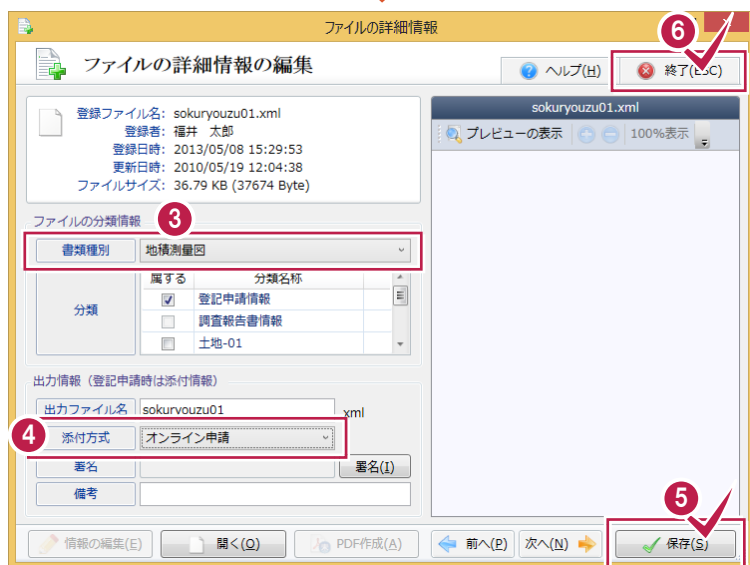 ファイルの詳細情報
6
ファイルの詳細情報の編集
ヘルプ(H)
終了(ESC)
登録ファイル名: sokuryouzu01.xml
登録者: 福井 太郎
登録日時: 2013/05/08 15:29:53
更新日時: 2010/05/19 12:04:38
ファイルサイズ: 36.79 KB (37674 Byte)
sokuryouzu01.xml
プレビューの表示
100%表示
ファイルの分類情報
3
書類種別 地積測量図
属する 分類名称
分類
登記申請情報
調査報告書情報
土地-01
出力情報(登記申請時は添付情報)
出力ファイル名 sokuryouzu01 .xml
4
添付方式 オンライン申請
署名 署名(I)
備考
5
情報の編集(E) 開く(O) PDF作成(A) 前へ(P) 次へ(N) 保存(S)